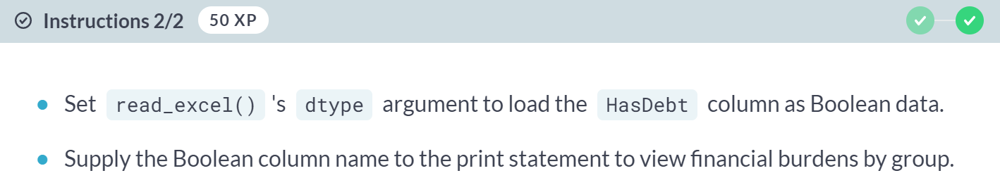 Instructions 2/2 50 XP
Set read_excel() 's dtype argument to load the HasDebt column as Boolean data.
Supply the Boolean column name to the print statement to view financial burdens by group.